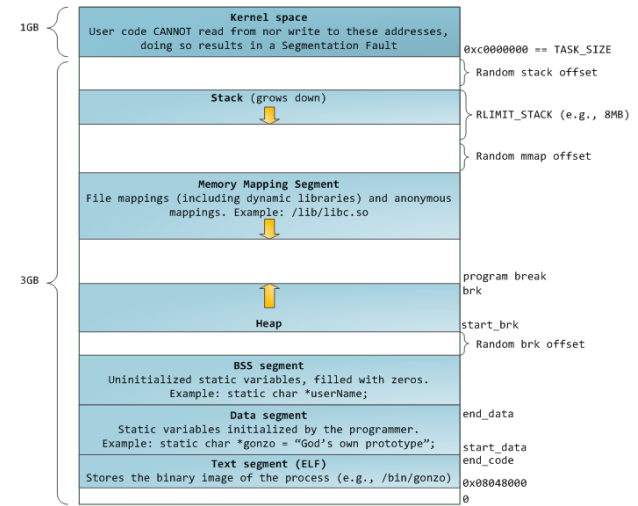 Kernel space
1GB
User code CANNOT read from nor write to these addresses,
doing so results in a Segmentation Fault
0xc0000000 == TASK_SIZE
Random stack offset
Stack (grows down)
RLIMIT_STACK (e.g., 8MB)
Random mmap offset
Memory Mapping Segment
File mappings (including dynamic libraries) and anonymous
mappings. Example: /lib/libc.so
3GB
program break
brk
Heap
start_brk
Random brk offset
BSS segment
Uninitialized static variables, filled with zeros.
Example: static char *userName;
Data segment
end_data
Static variables initialized by the programmer.
Example: static char *gonzo = “God’s own prototype”;
start_data
end_code
Text segment (ELF)
Stores the binary image of the process (e.g., /bin/gonzo)
0x08048000
0